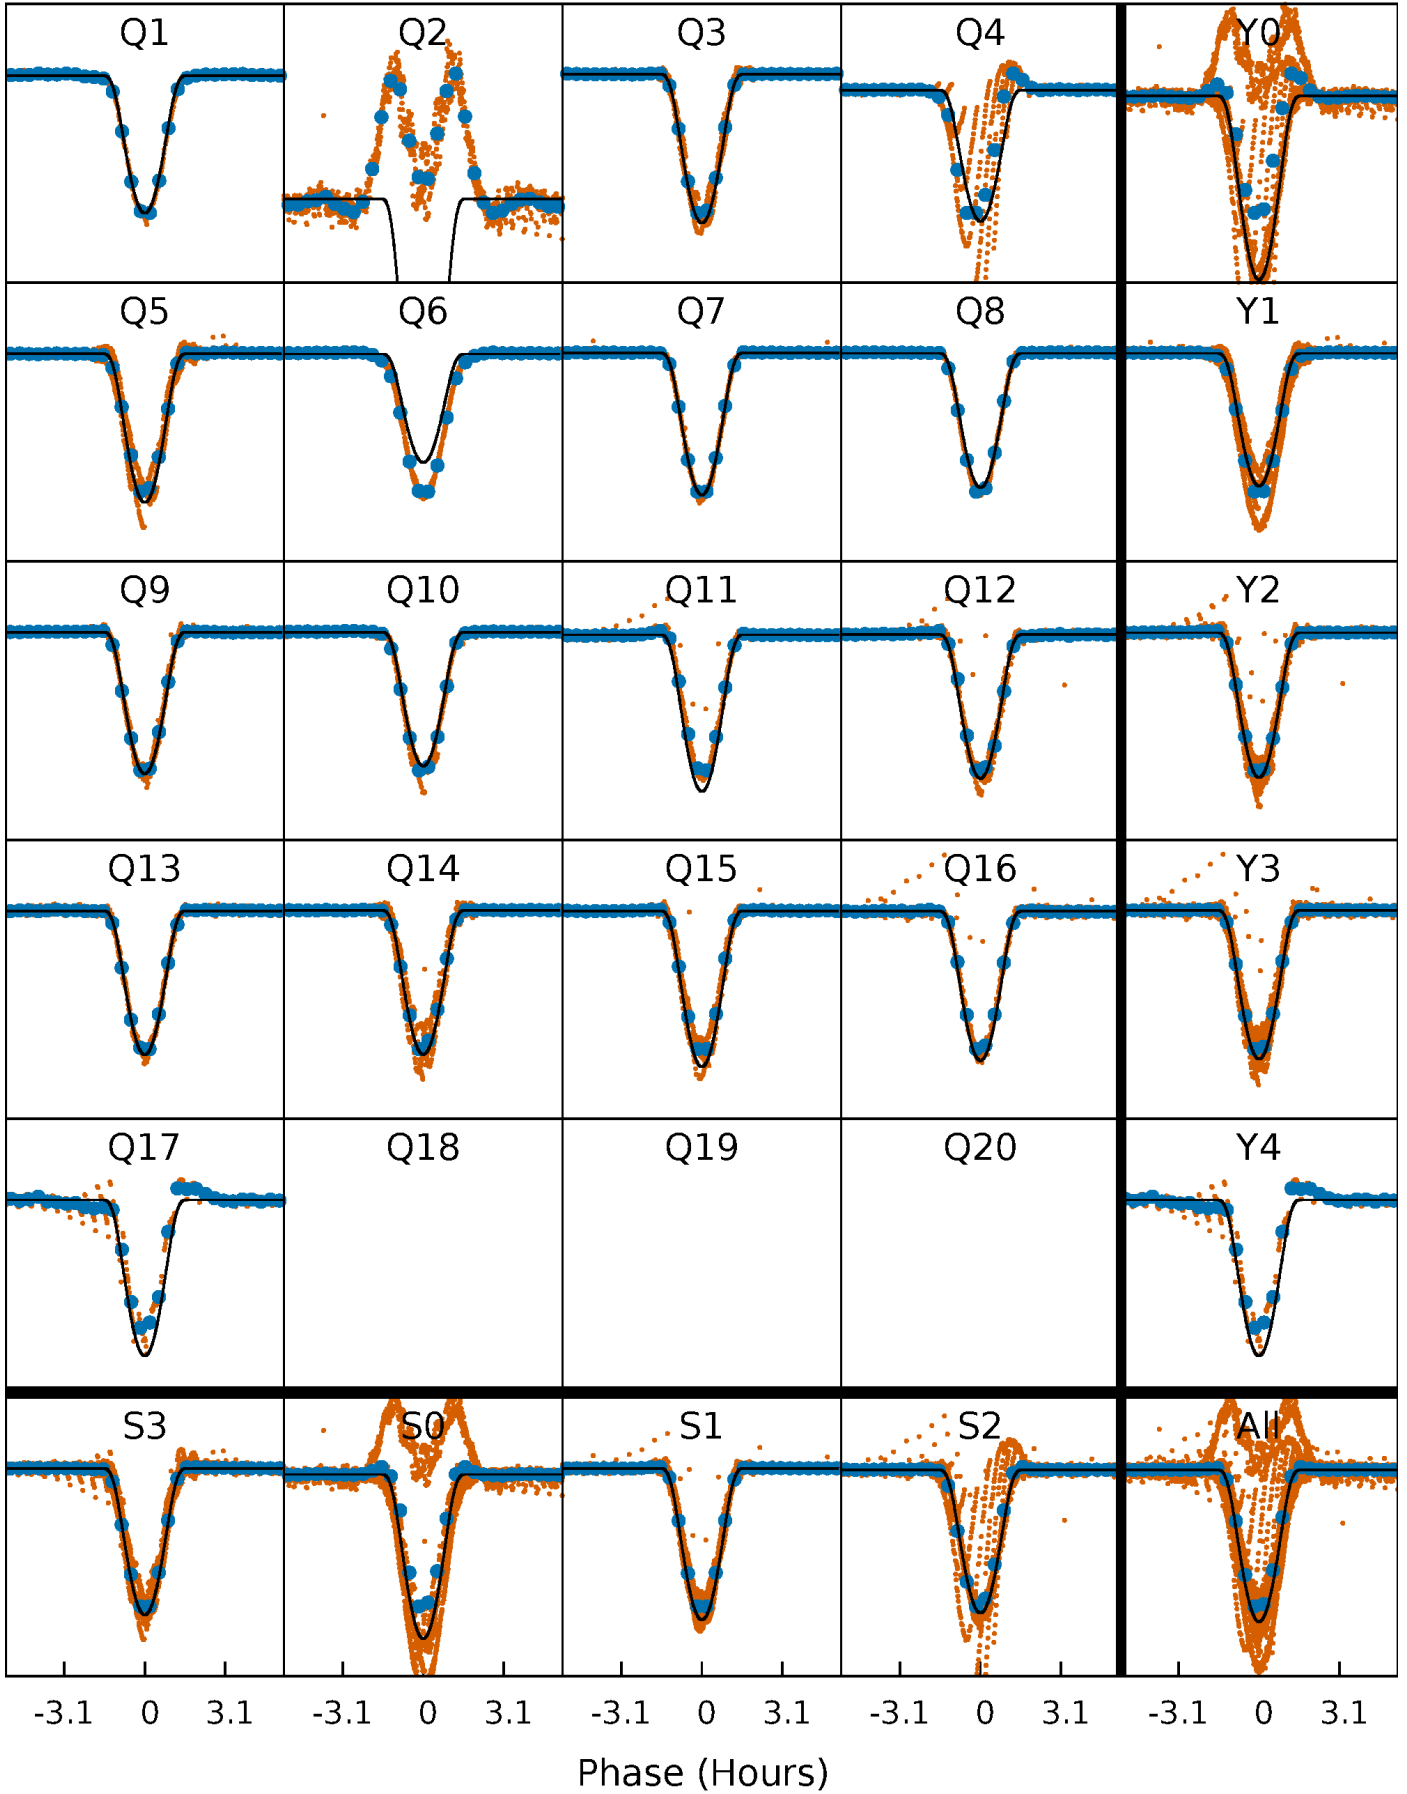 Q1 Q2 Q3 Q4 Y0
Q5 Q6 Q7 Q8 Y1
Q9 Q10 Q11 Q12 Y2
Q13 Q14 Q15 Q16 Y3
Q17 Q18 Q19 Q20 Y4
S3 S0 S1 S2 All
-3.1 0 3.1 -3.1 0 3.1 -3.1 0 3.1 -3.1 0 3.1 -3.1 0 3.1
Phase (Hours)